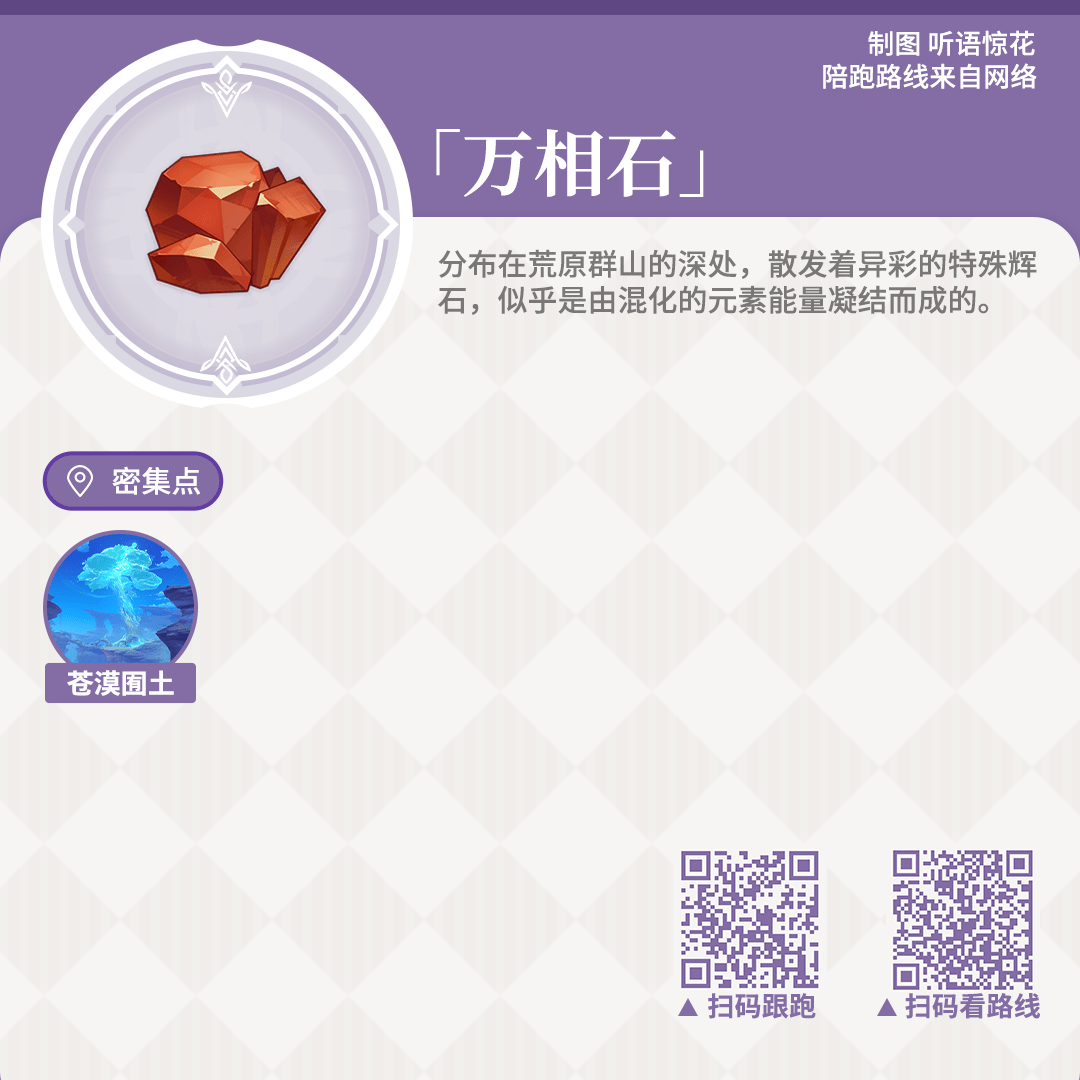 制图 听语惊花
陪跑路线来自网络
「万相石」
分布在荒原群山的深处，散发着异彩的特殊辉
石，似乎是由混化的元素能量凝结而成的。
密集点
苍漠囿土
▲ 扫码跟跑
▲ 扫码看路线